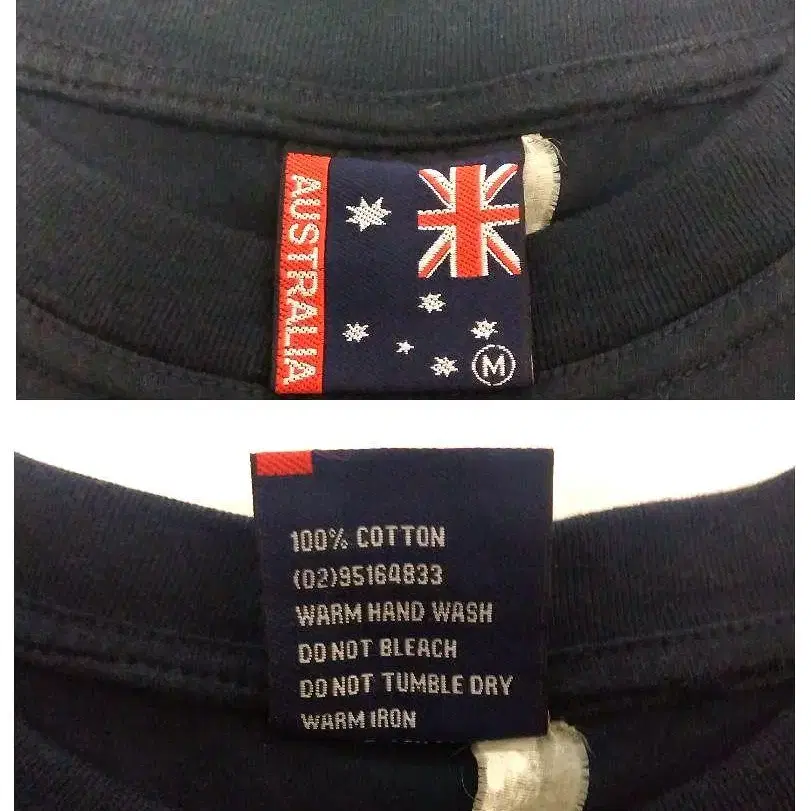 AUSTRALIA
M
100% COTTON
(02)95164833
WARM HAND WASH
DO NOT BLEACH
DO NOT TUMBLE DRY
WARM IRON